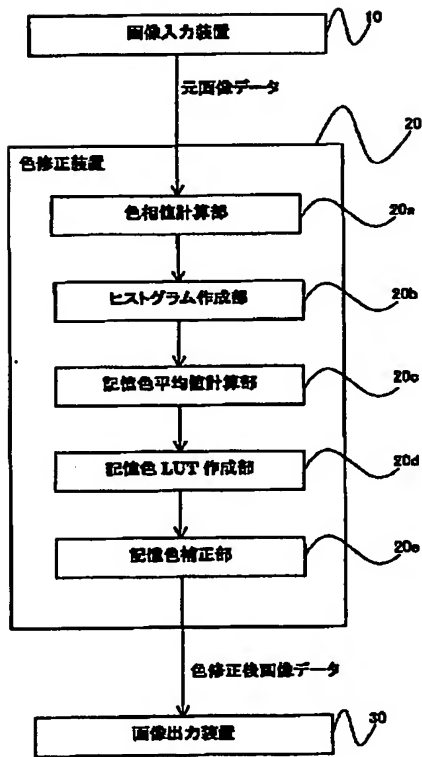 画像入力装置
10
元画像データ
20
色修正装置
色相値計算部
20a
ヒストグラム作成部
20b
記憶色平均値計算部
20c
記憶色 LUT 作成部
20d
記憶色補正部
20e
色修正後画像データ
画像出力装置
30